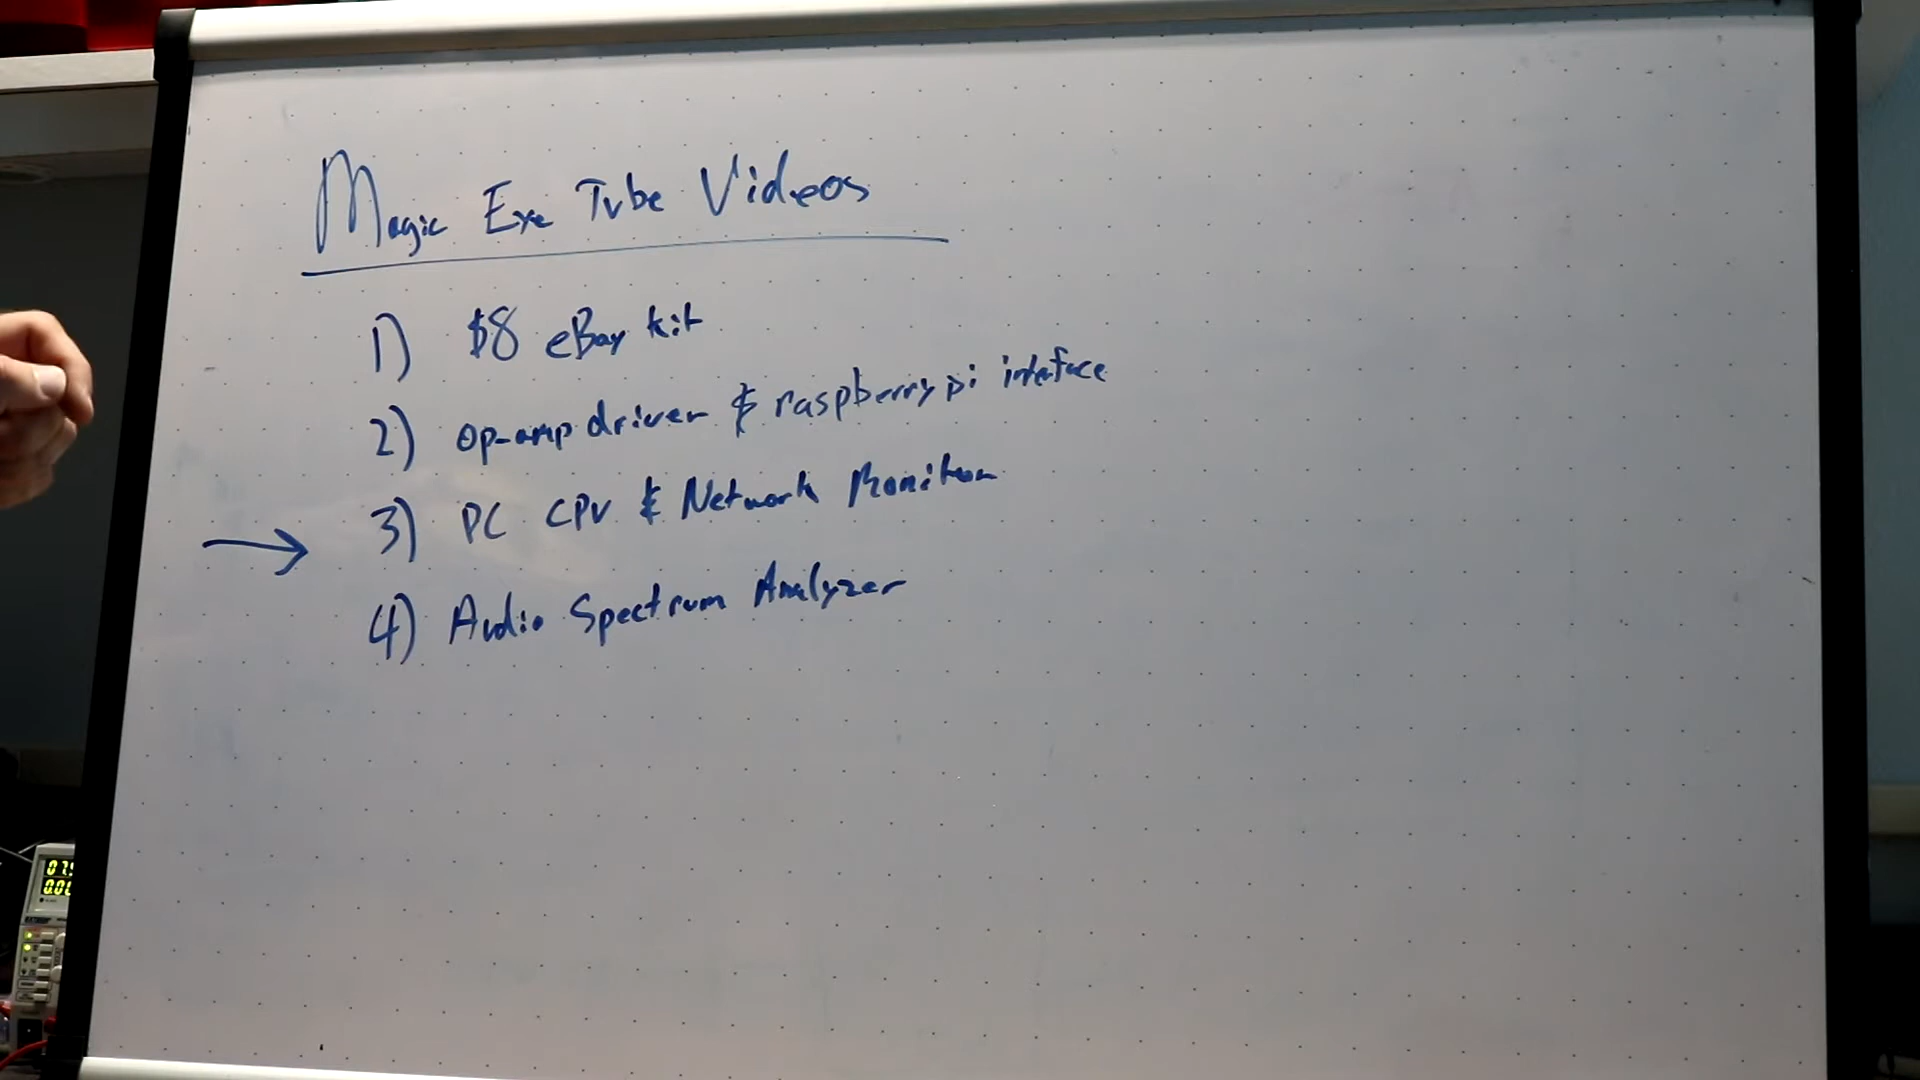 Magic Eye Tube Videos
1) $8 eBay kit
2) Op-amp driver & raspberry pi interface
3) PC CPU & Network Monitor
4) Audio Spectrum Analyzer